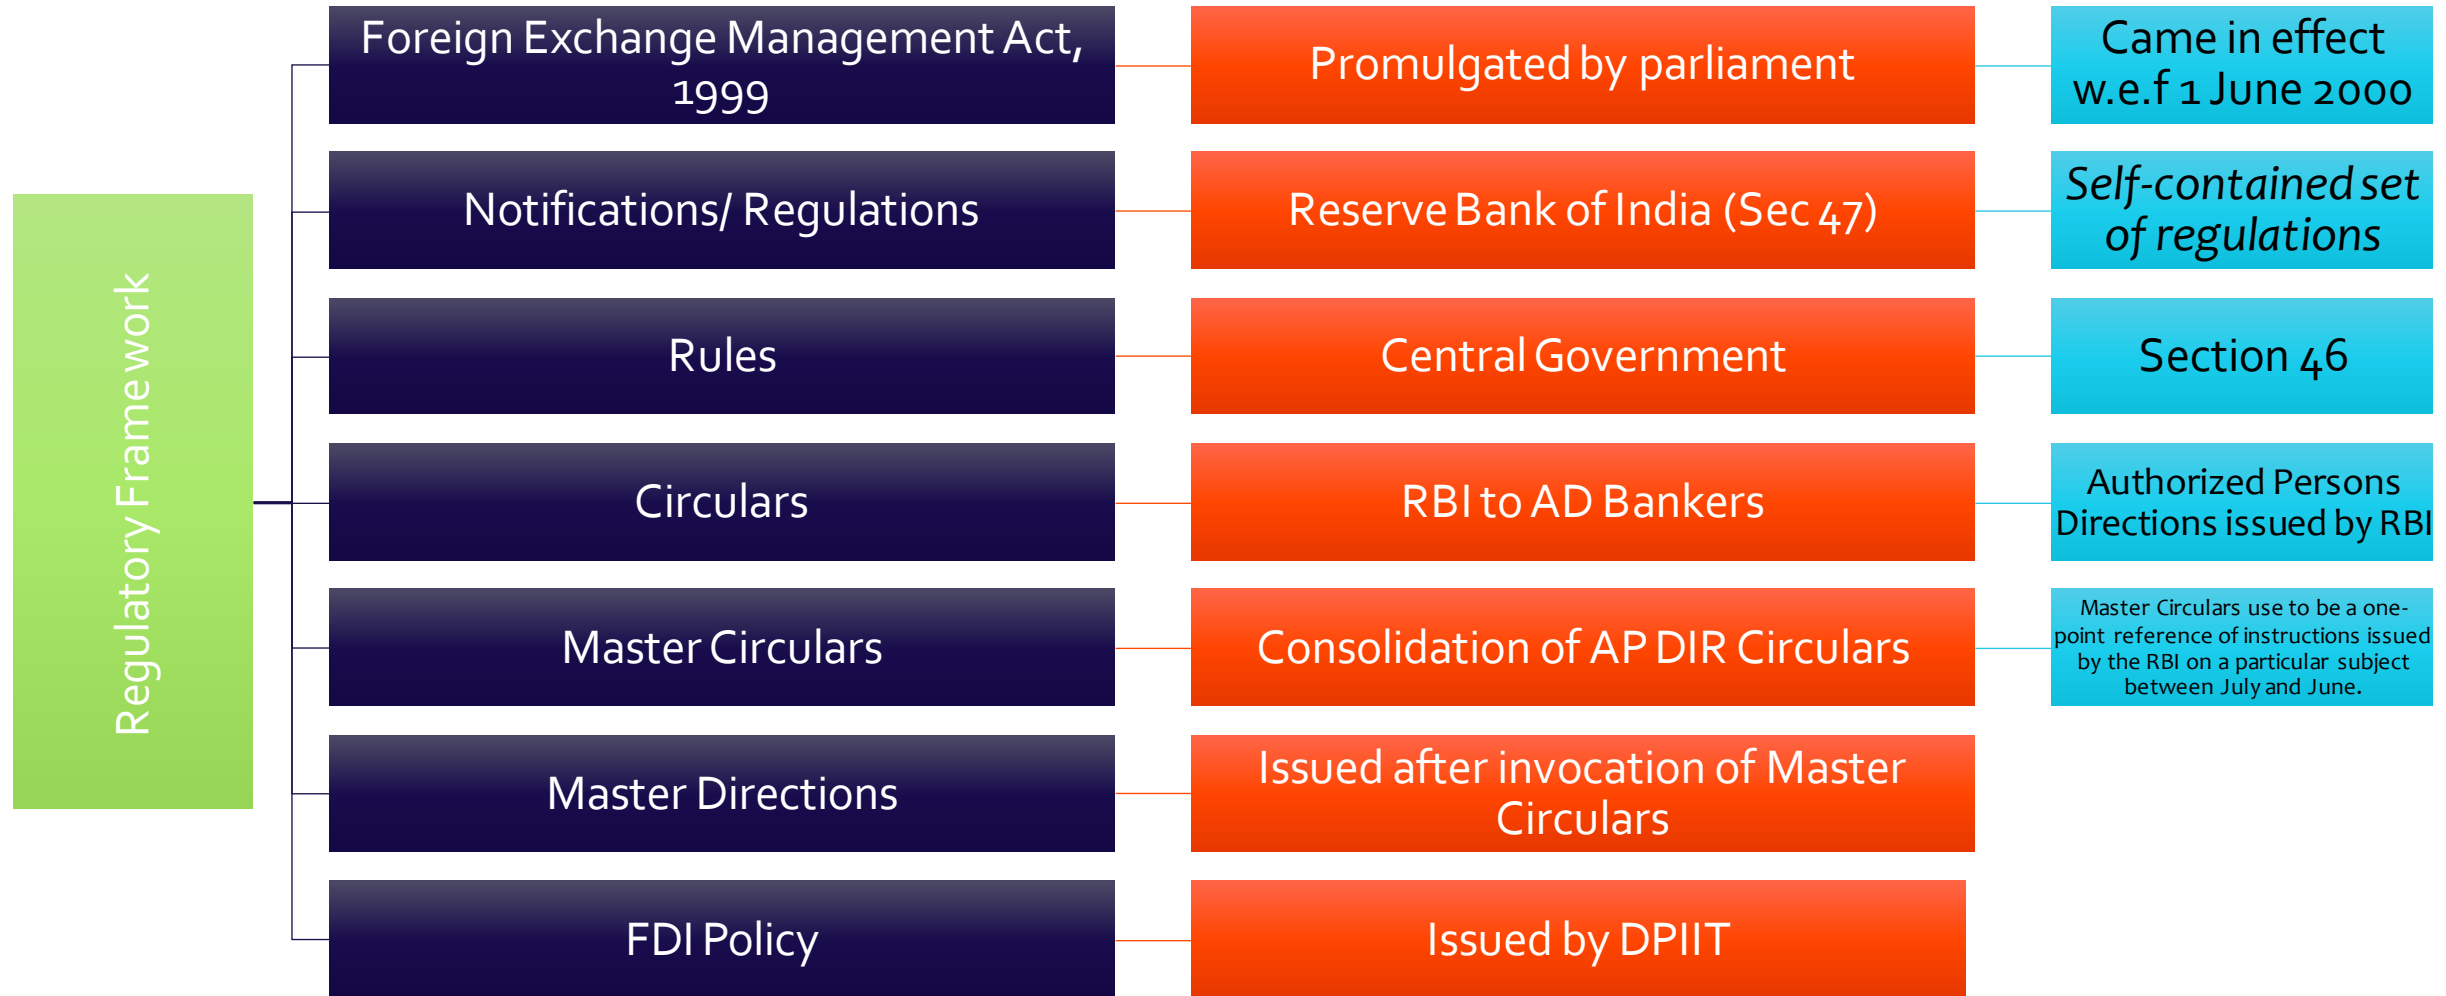 Regulatory Framework
Foreign Exchange Management Act,
1999
Promulgated by parliament
Came in effect
w.e.f 1 June 2000
Notifications/ Regulations
Reserve Bank of India (Sec 47)
Self-contained set
of regulations
Rules
Central Government
Section 46
Circulars
RBI to AD Bankers
Authorized Persons
Directions issued by RBI
Master Circulars
Consolidation of AP DIR Circulars
Master Circulars use to be a one-
point reference of instructions issued
by the RBI on a particular subject
between July and June.
Master Directions
Issued after invocation of Master
Circulars
FDI Policy
Issued by DPIIT